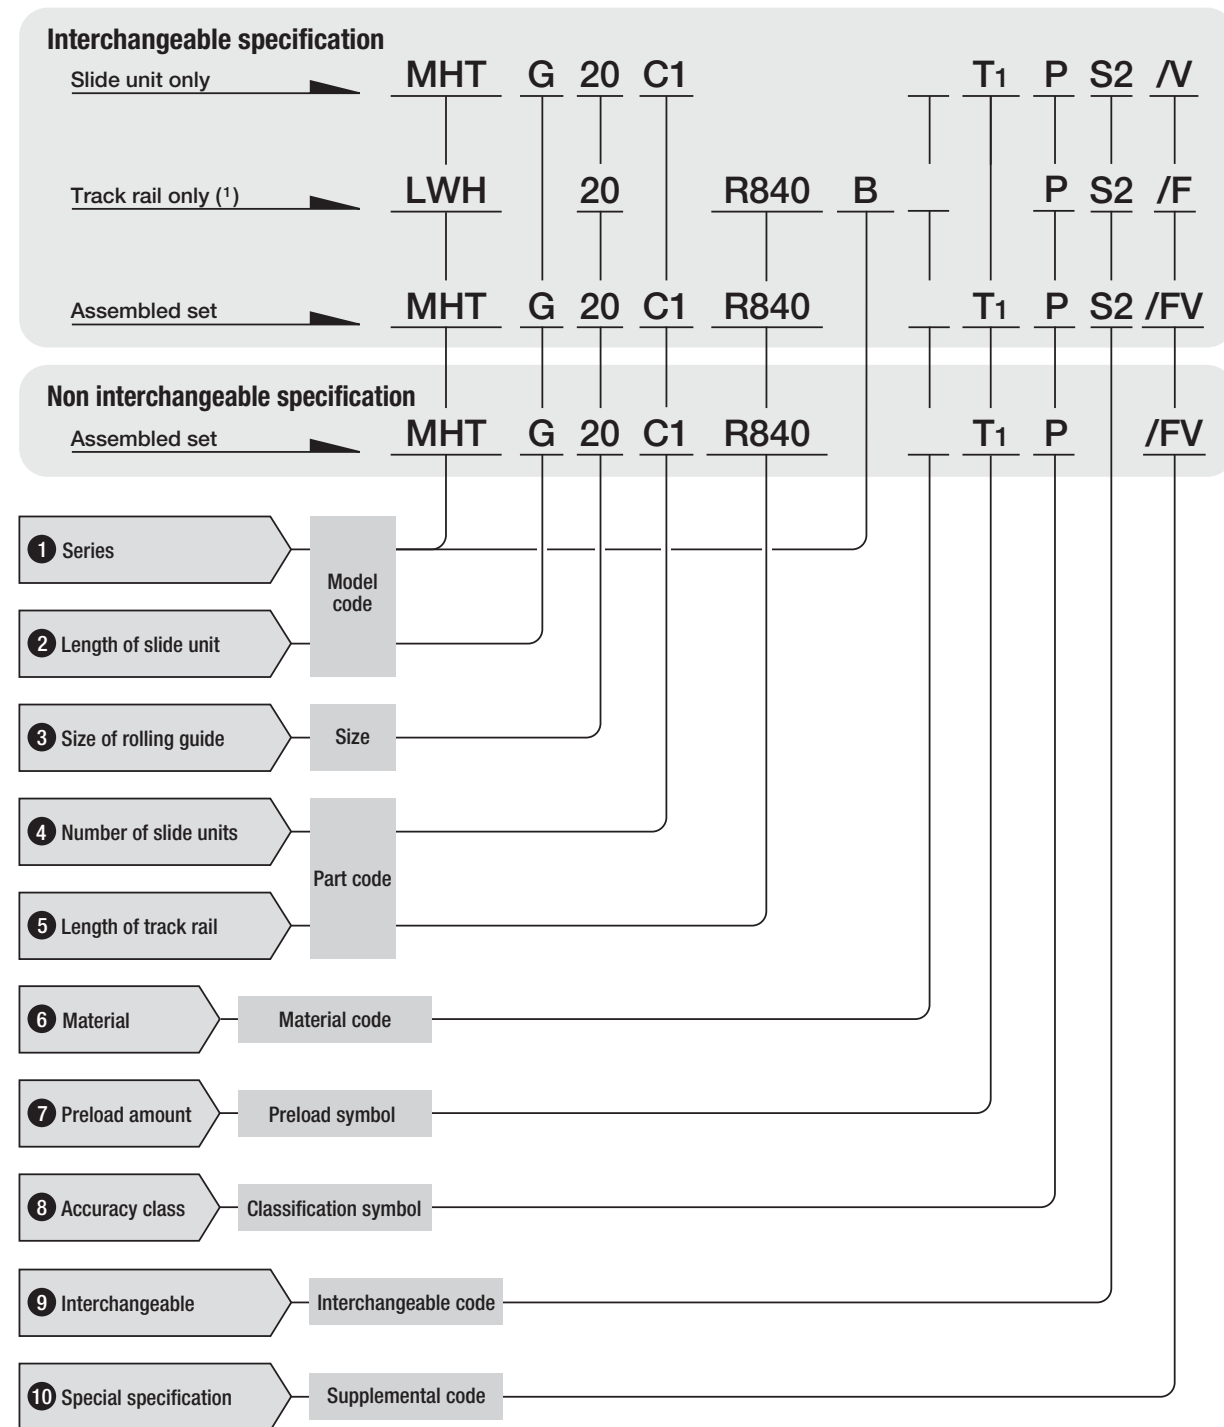 Interchangeable specification
Slide unit only MHT G 20 C1 T1 P S2 /V
Track rail only (1) LWH 20 R840 B P S2 /F
Assembled set MHT G 20 C1 R840 T1 P S2 /FV
Non interchangeable specification
Assembled set MHT G 20 C1 R840 T1 P /FV
1 Series
Model
code
2 Length of slide unit
3 Size of rolling guide Size
4 Number of slide units
Part code
5 Length of track rail
6 Material Material code
7 Preload amount Preload symbol
8 Accuracy class Classification symbol
9 Interchangeable Interchangeable code
10 Special specification Supplemental code